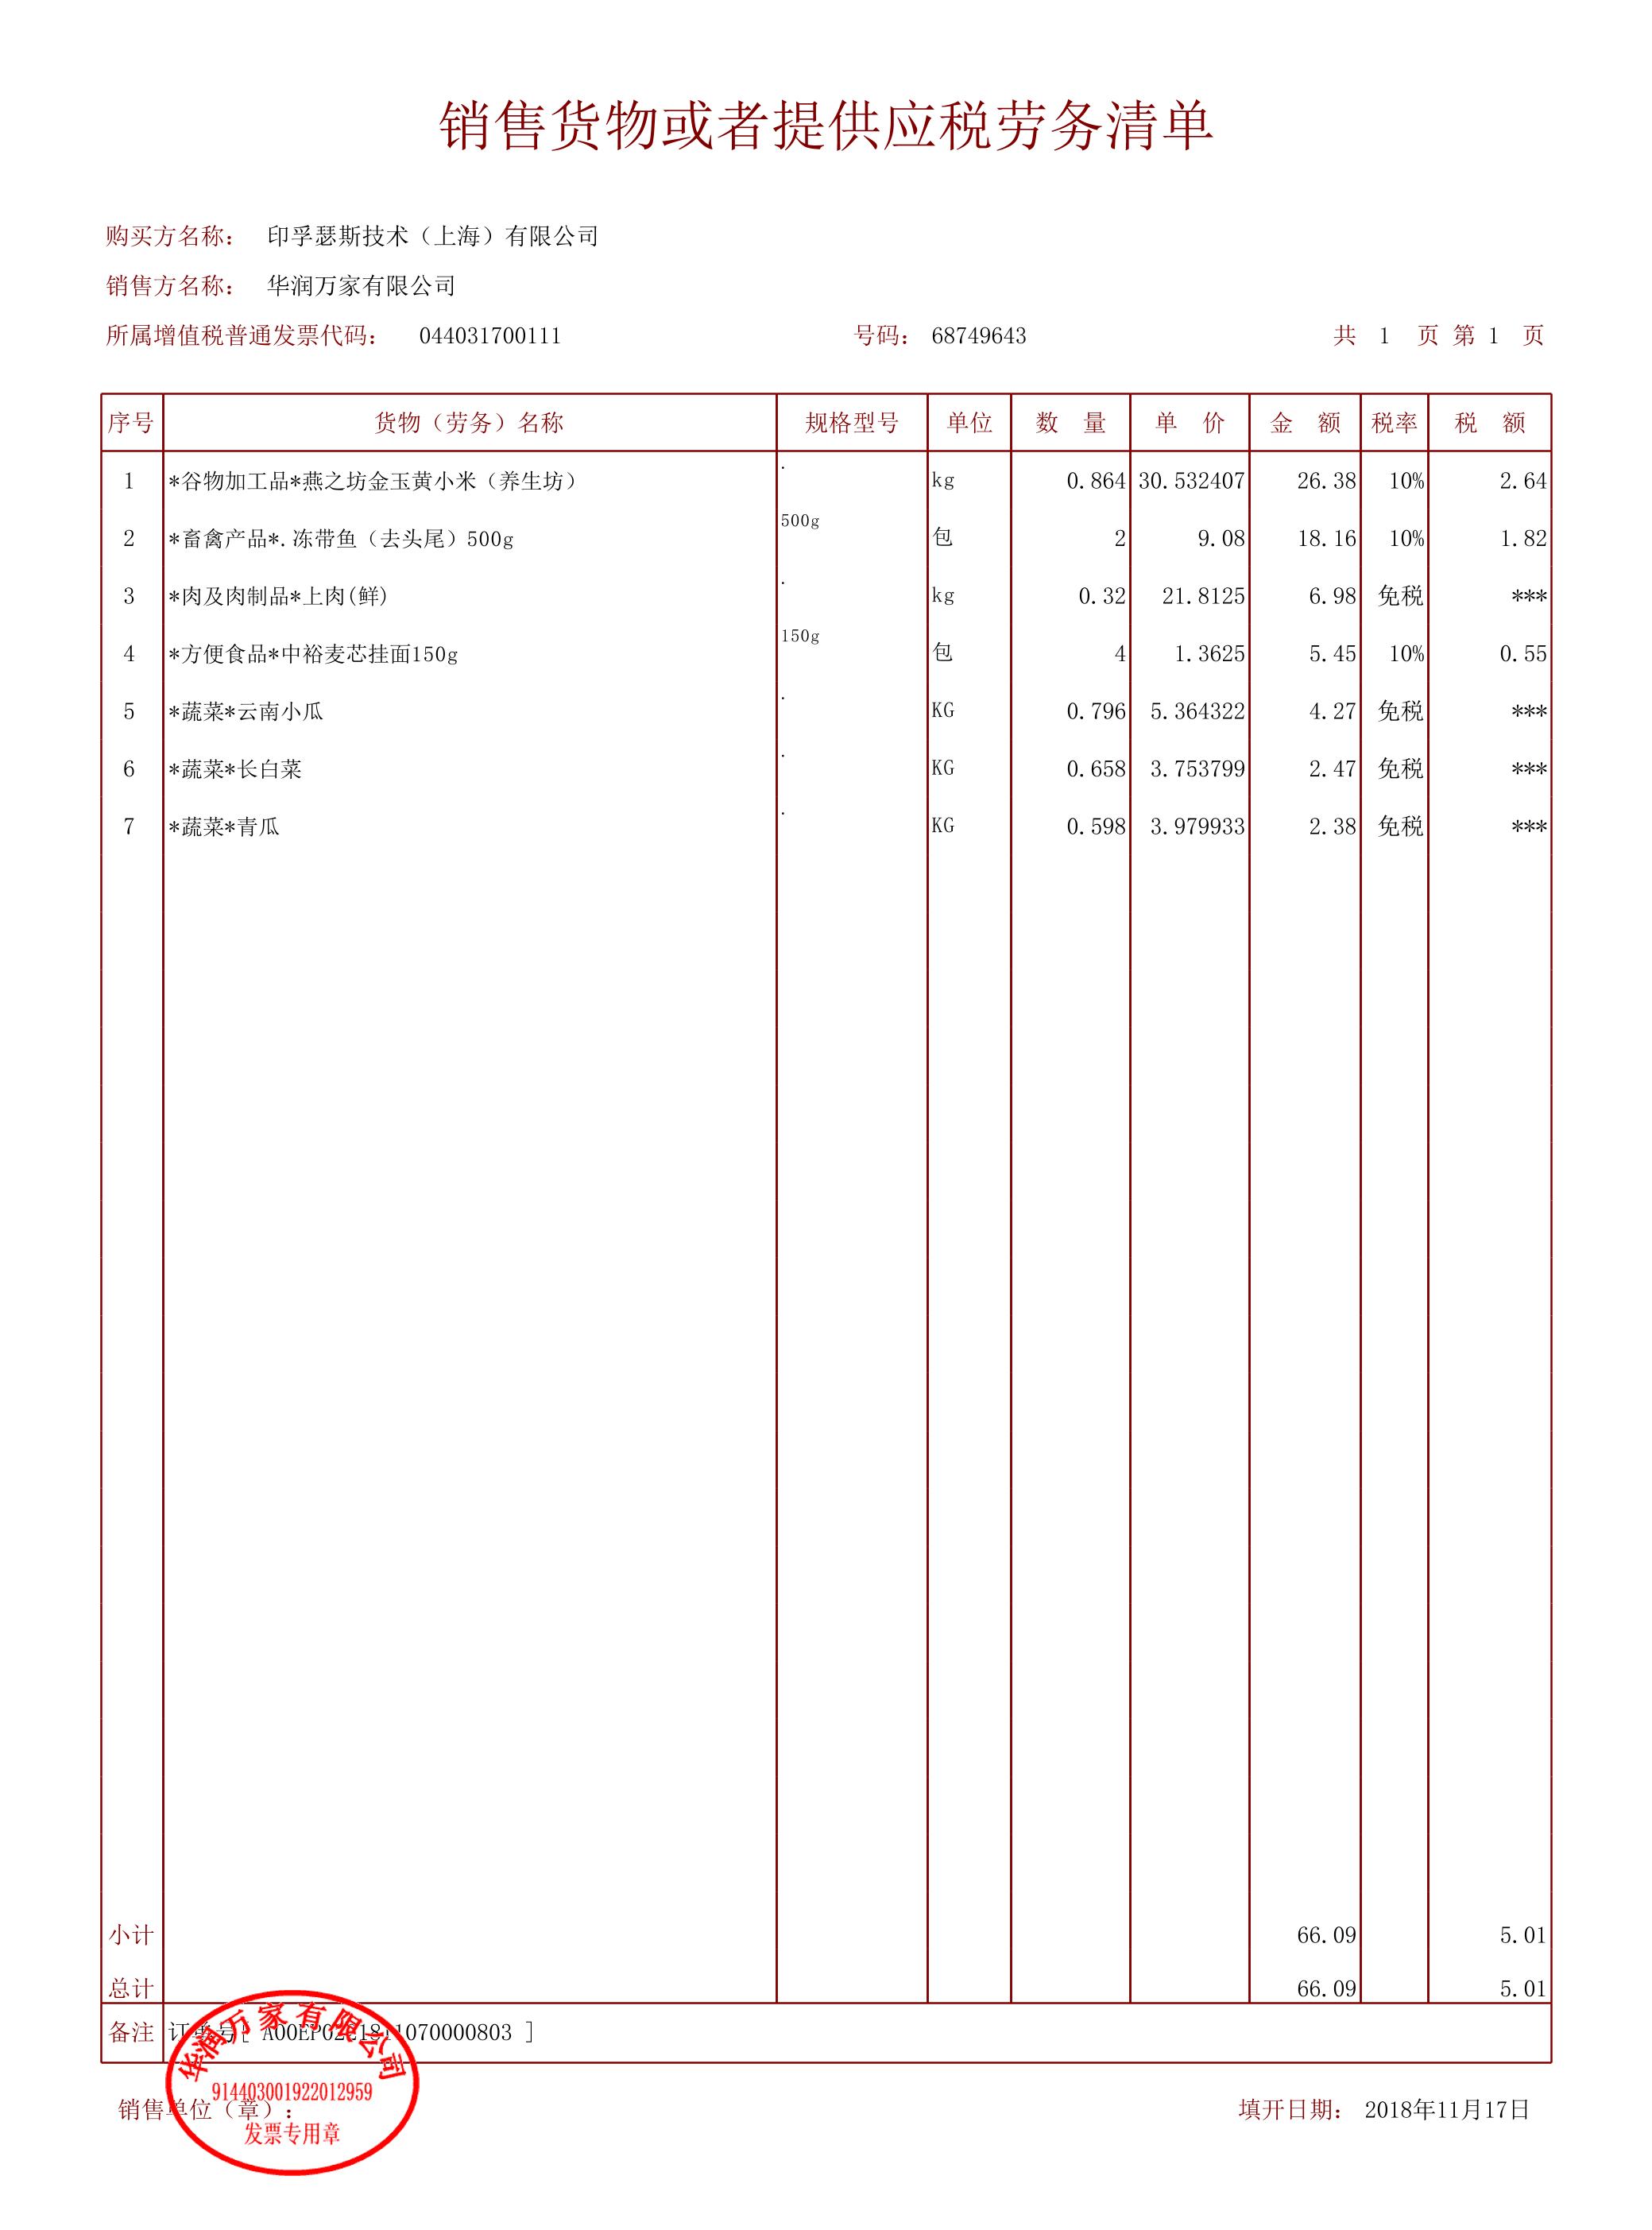 销售货物或者提供应税劳务清单
购买方名称： 印孚瑟斯技术（上海）有限公司
销售方名称： 华润万家有限公司
所属增值税普通发票代码： 044031700111 号码： 68749643 共 1 页 第 1 页
序号 货物（劳务）名称 规格型号 单位 数 量 单 价 金 额 税率 税 额
1 *谷物加工品*燕之坊金玉黄小米（养生坊） . kg 0.864 30.532407 26.38 10% 2.64
2 *畜禽产品*.冻带鱼（去头尾）500g 500g 包 2 9.08 18.16 10% 1.82
3 *肉及肉制品*上肉(鲜) . kg 0.32 21.8125 6.98 免税 ***
4 *方便食品*中裕麦芯挂面150g 150g 包 4 1.3625 5.45 10% 0.55
5 *蔬菜*云南小瓜 . KG 0.796 5.364322 4.27 免税 ***
6 *蔬菜*长白菜 . KG 0.658 3.753799 2.47 免税 ***
7 *蔬菜*青瓜 . KG 0.598 3.979933 2.38 免税 ***
小计 66.09 5.01
总计 66.09 5.01
备注 订单号[ A00EP0221811070000803 ]
华润万家有限公司
914403001922012959
发票专用章
销售单位（章）： 填开日期： 2018年11月17日